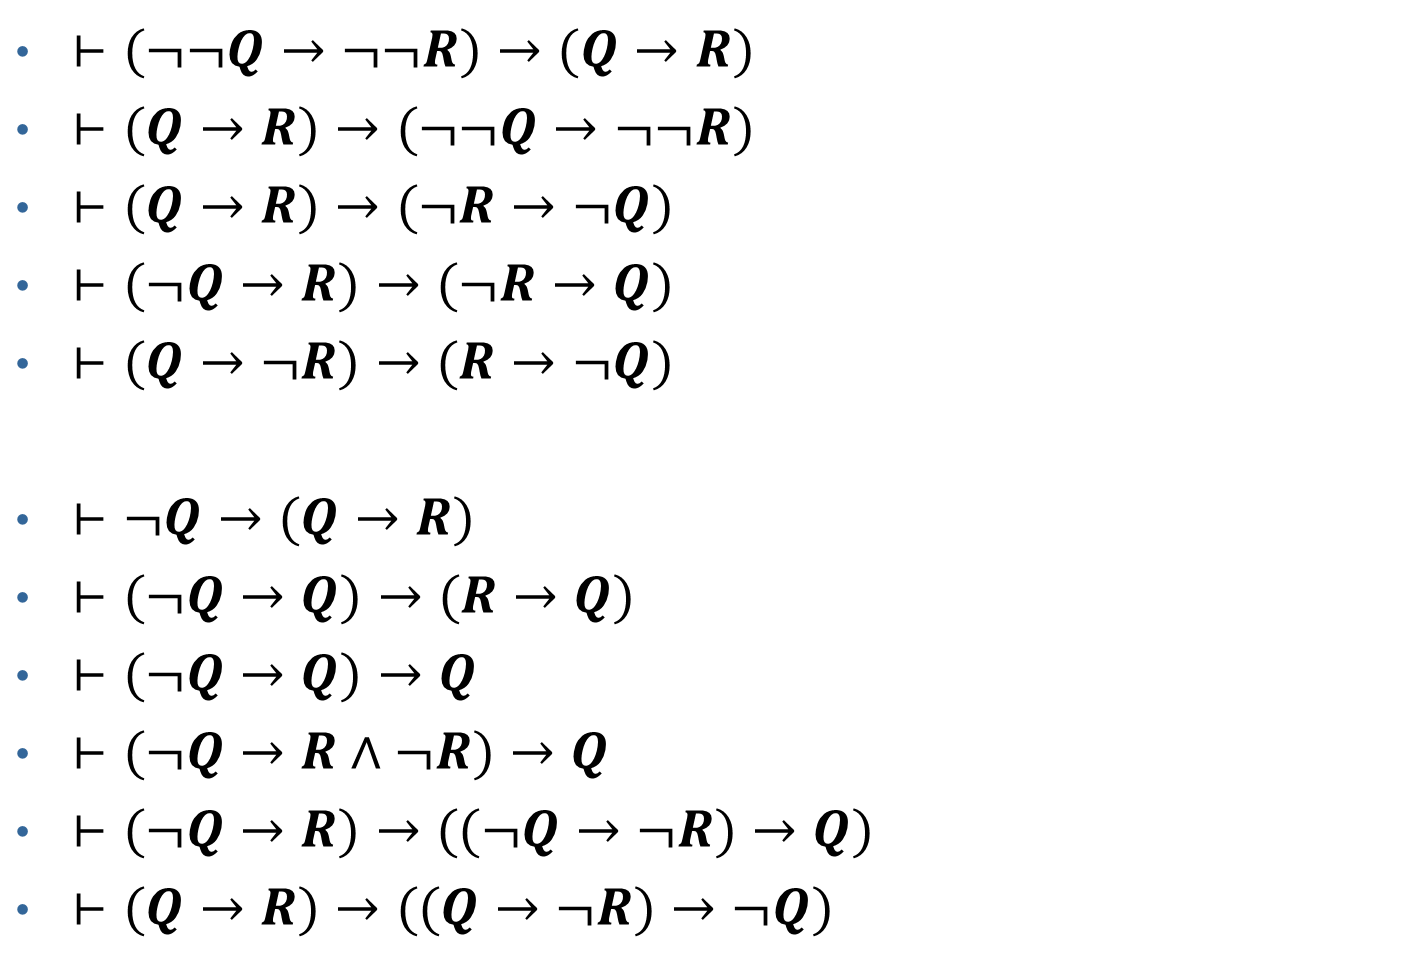 • ⊢ (¬¬Q → ¬¬R) → (Q → R)
• ⊢ (Q → R) → (¬¬Q → ¬¬R)
• ⊢ (Q → R) → (¬R → ¬Q)
• ⊢ (¬Q → R) → (¬R → Q)
• ⊢ (Q → ¬R) → (R → ¬Q)
• ⊢ ¬Q → (Q → R)
• ⊢ (¬Q → Q) → (R → Q)
• ⊢ (¬Q → Q) → Q
• ⊢ (¬Q → R ∧ ¬R) → Q
• ⊢ (¬Q → R) → ((¬Q → ¬R) → Q)
• ⊢ (Q → R) → ((Q → ¬R) → ¬Q)